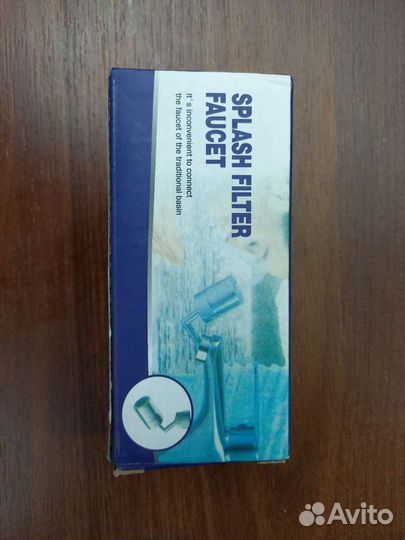 SPLASH FILTER
FAUCET
it's inconvenient to connect
the faucet of the traditional basin
Avito